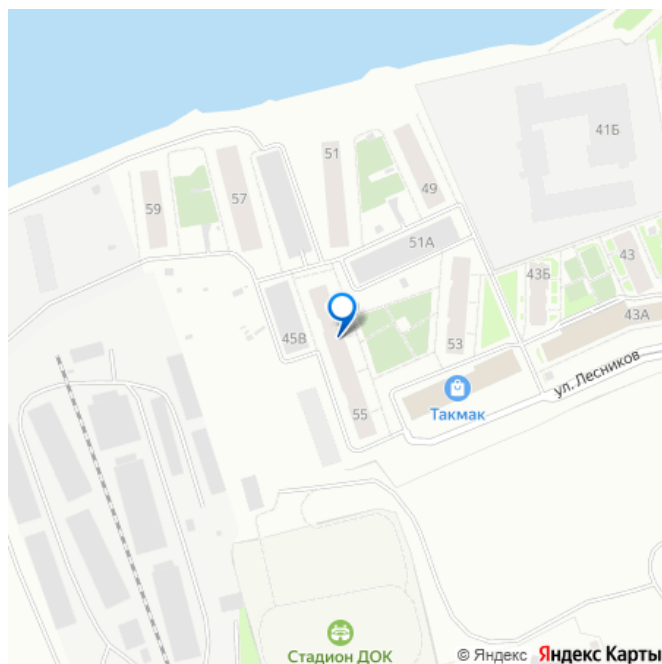 41Б
51
57
59
49
51А
43
43Б
43А
45В
53
ул. Лесников
Такмак
55
Стадион ДОК
© Яндекс Яндекс Карты